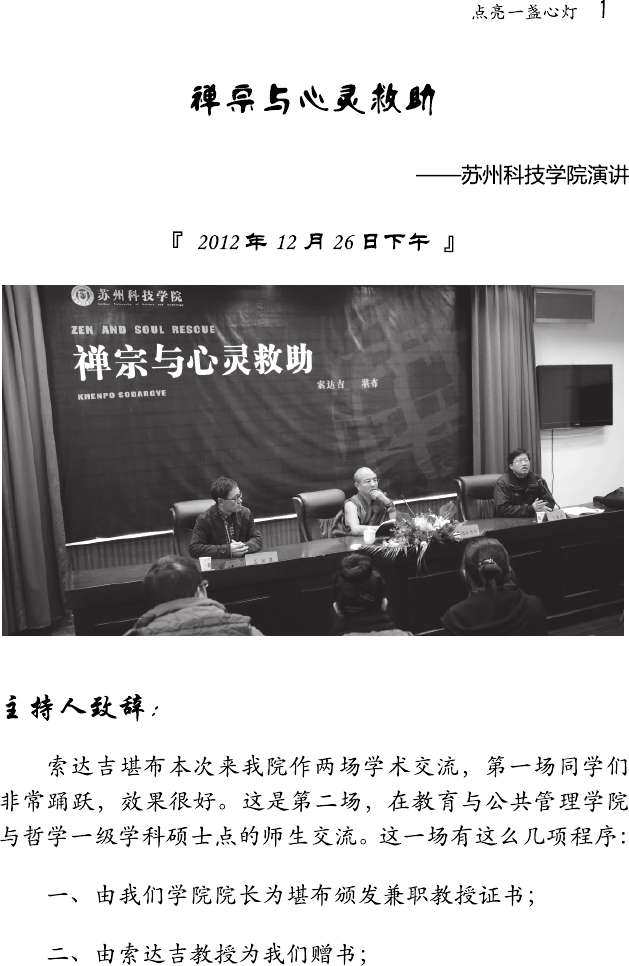 点亮一盏心灯 1
禅宗与心灵救助
——苏州科技学院演讲
『 2012年 12 月 26日下午 』
苏州科技学院
ZEN AND SOUL RESCUE
禅宗与心灵救助
索达吉 堪布
KHENPO SODARGYE
主持人致辞：
索达吉堪布本次来我院作两场学术交流，第一场同学们
非常踊跃，效果很好。这是第二场，在教育与公共管理学院
与哲学一级学科硕士点的师生交流。这一场有这么几项程序：
一、由我们学院院长为堪布颁发兼职教授证书；
二、由索达吉教授为我们赠书；